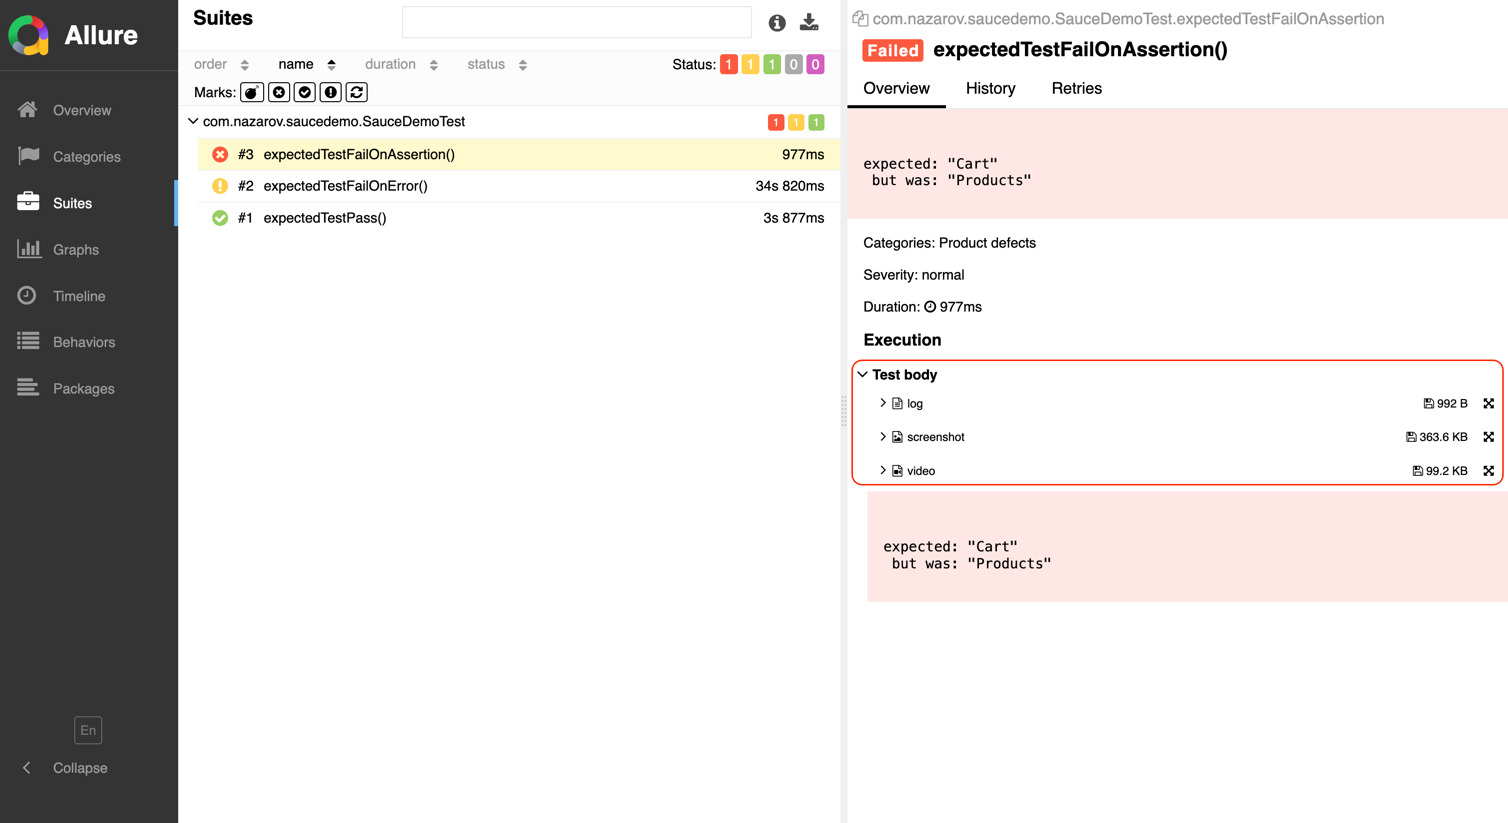 Allure
Overview
Categories
Suites
Graphs
Timeline
Behaviors
Packages
En
Collapse
Suites
order name duration status Status: 1 1 1 0 0
Marks:
com.nazarov.saucedemo.SauceDemoTest 1 1 1
#3 expectedTestFailOnAssertion() 977ms
#2 expectedTestFailOnError() 34s 820ms
#1 expectedTestPass() 3s 877ms
com.nazarov.saucedemo.SauceDemoTest.expectedTestFailOnAssertion
Failed expectedTestFailOnAssertion()
Overview History Retries
expected: "Cart"
but was: "Products"
Categories: Product defects
Severity: normal
Duration: 977ms
Execution
Test body
log 992 B
screenshot 363.6 KB
video 99.2 KB
expected: "Cart"
but was: "Products"